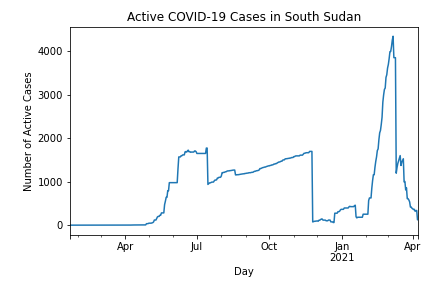 Active COVID-19 Cases in South Sudan
Number of Active Cases
4000
3000
2000
1000
0
Apr
Jul
Oct
Jan
2021
Apr
Day